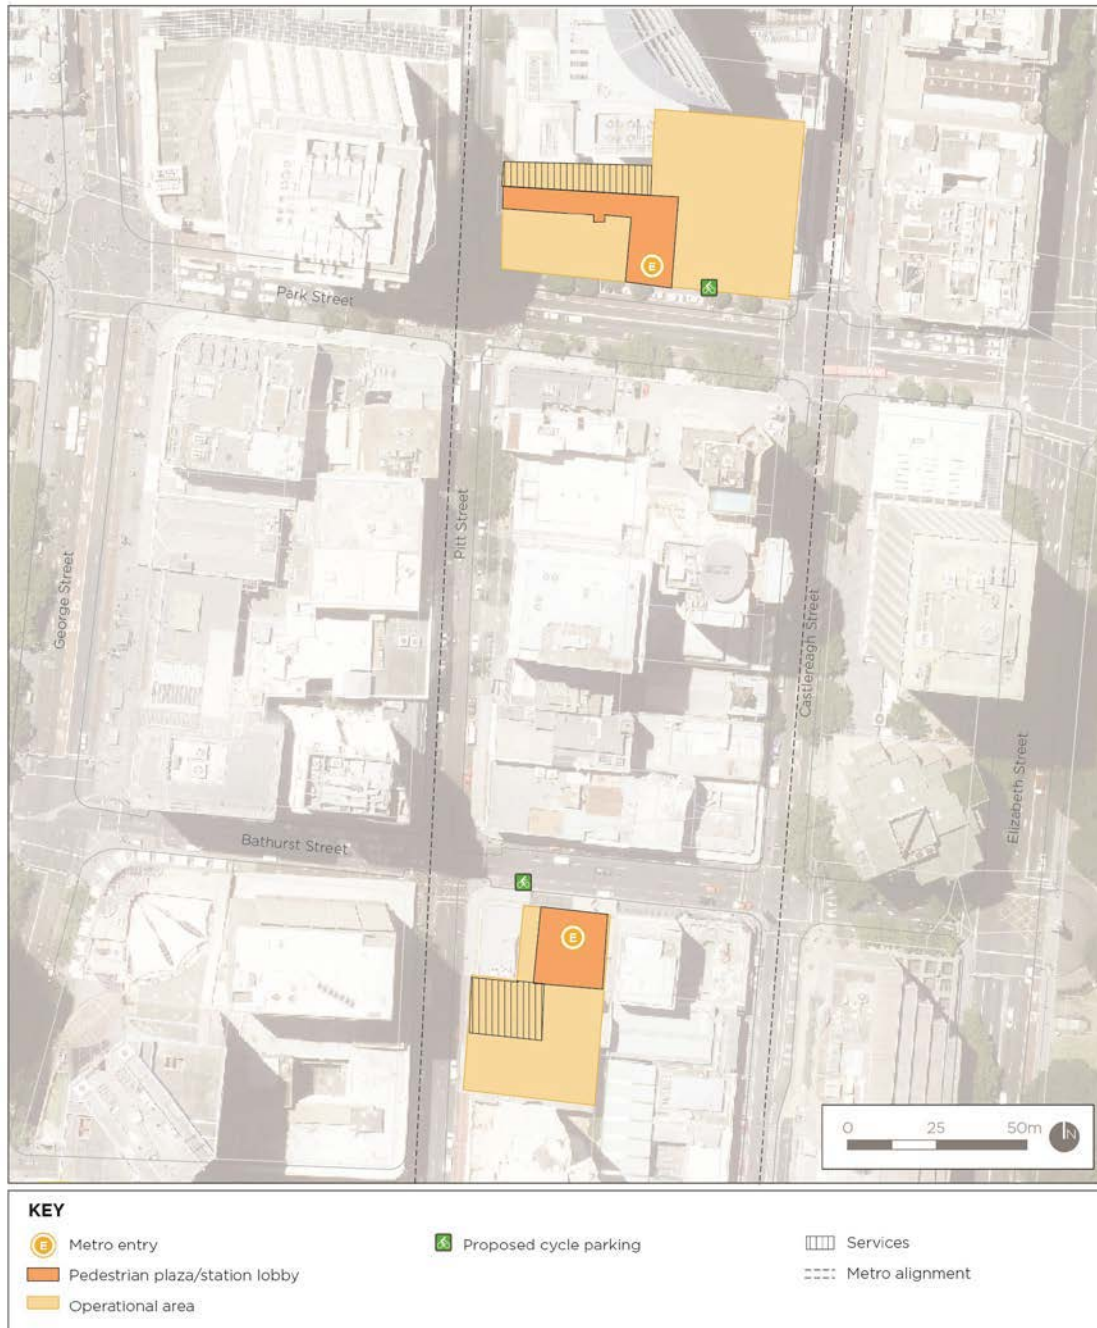 E
Park Street
Pitt Street
George Street
Castlereagh Street
Elizabeth Street
Bathurst Street
E
0 25 50m
N
KEY
E Metro entry
Proposed cycle parking
Services
Pedestrian plaza/station lobby
Metro alignment
Operational area